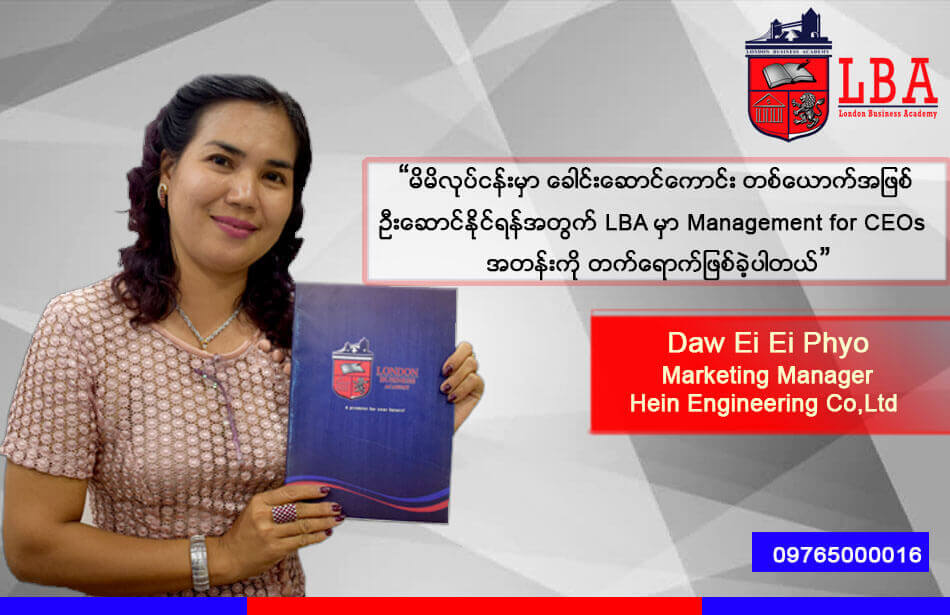 LONDON BUSINESS ACADEMY
LBA
London Business Academy
“မိမိလုပ်ငန်းမှာ ခေါင်းဆောင်ကောင်း တစ်ယောက်အဖြစ်
ဦးဆောင်နိုင်ရန်အတွက် LBA မှာ Management for CEOs
အတန်းကို တက်ရောက်ဖြစ်ခဲ့ပါတယ်”
Daw Ei Ei Phyo
Marketing Manager
Hein Engineering Co,Ltd
LONDON
BUSINESS
ACADEMY
A promise for your future!
09765000016